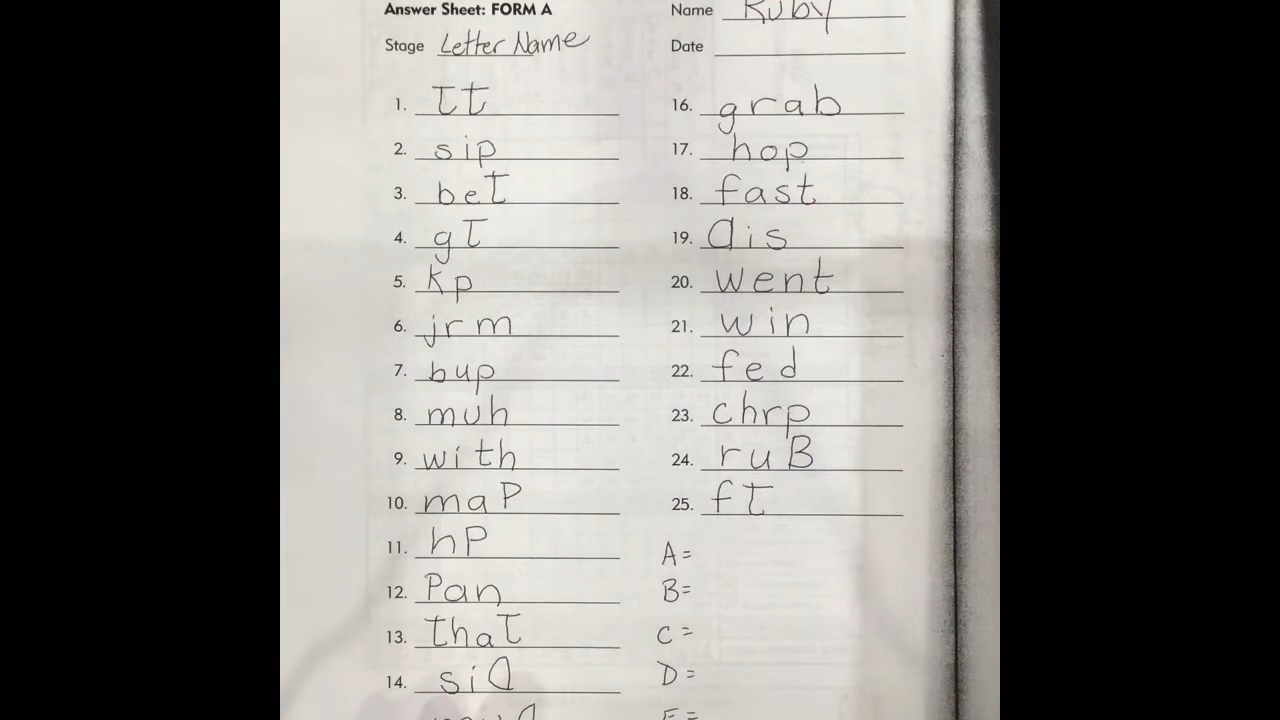 Answer Sheet: FORM A
Name Ruby
Stage Letter Name
Date
1. Tt
2. sip
3. beT
4. gT
5. Kp
6. jrm
7. bup
8. muh
9. with
10. maP
11. hP
12. Pan
13. thaT
14. siD
16. grab
17. hop
18. fast
19. Dis
20. went
21. win
22. fed
23. chrp
24. ruB
25. fT
A=
B=
C=
D=
E=